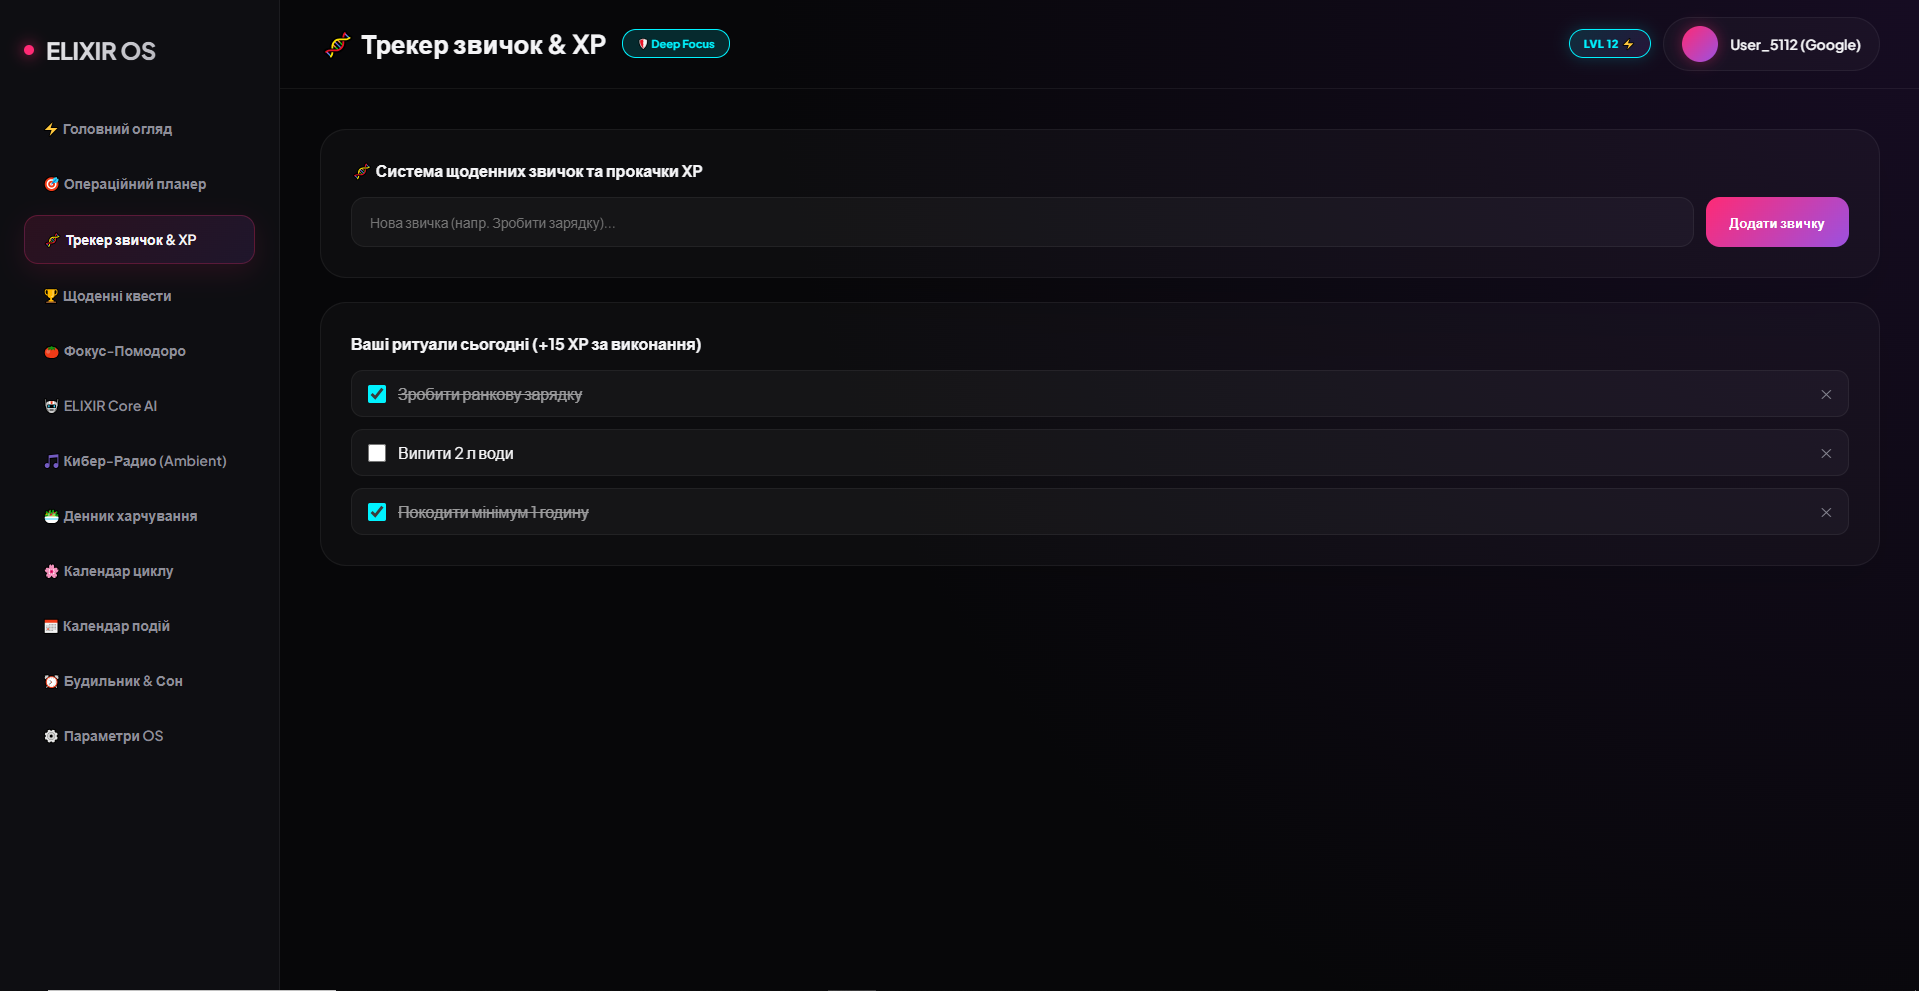 ELIXIR OS
Головний огляд
Операційний планер
Трекер звичок & XP
Щоденні квести
Фокус-Помодоро
ELIXIR Core AI
Кибер-Радио (Ambient)
Денник харчування
Календар циклу
Календар подій
Будильник & Сон
Параметри OS
Трекер звичок & XP
Deep Focus
LVL 12
User_5112 (Google)
Система щоденних звичок та прокачки XP
Нова звичка (напр. Зробити зарядку)...
Додати звичку
Ваші ритуали сьогодні (+15 XP за виконання)
Зробити ранкову зарядку
Випити 2 л води
Покодити мінімум 1 годину